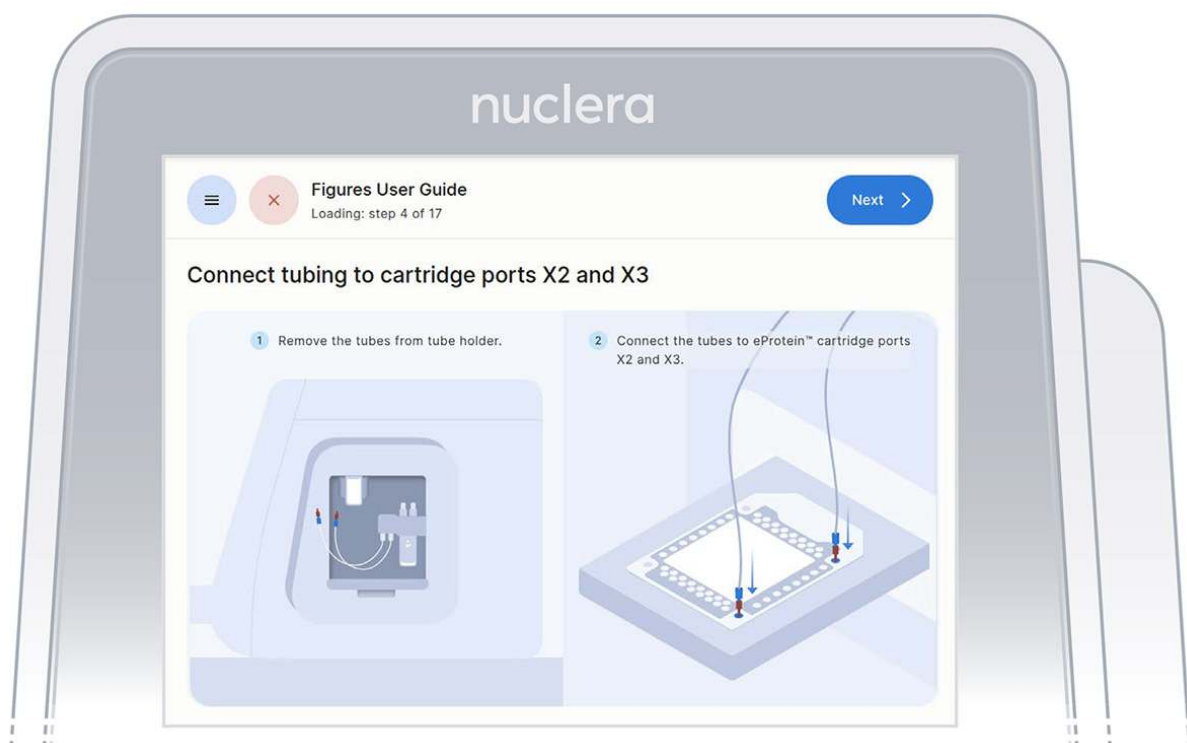 nuclera
Figures User Guide
Loading: step 4 of 17
Next
Connect tubing to cartridge ports X2 and X3
1 Remove the tubes from tube holder.
2 Connect the tubes to eProtein™ cartridge ports
X2 and X3.